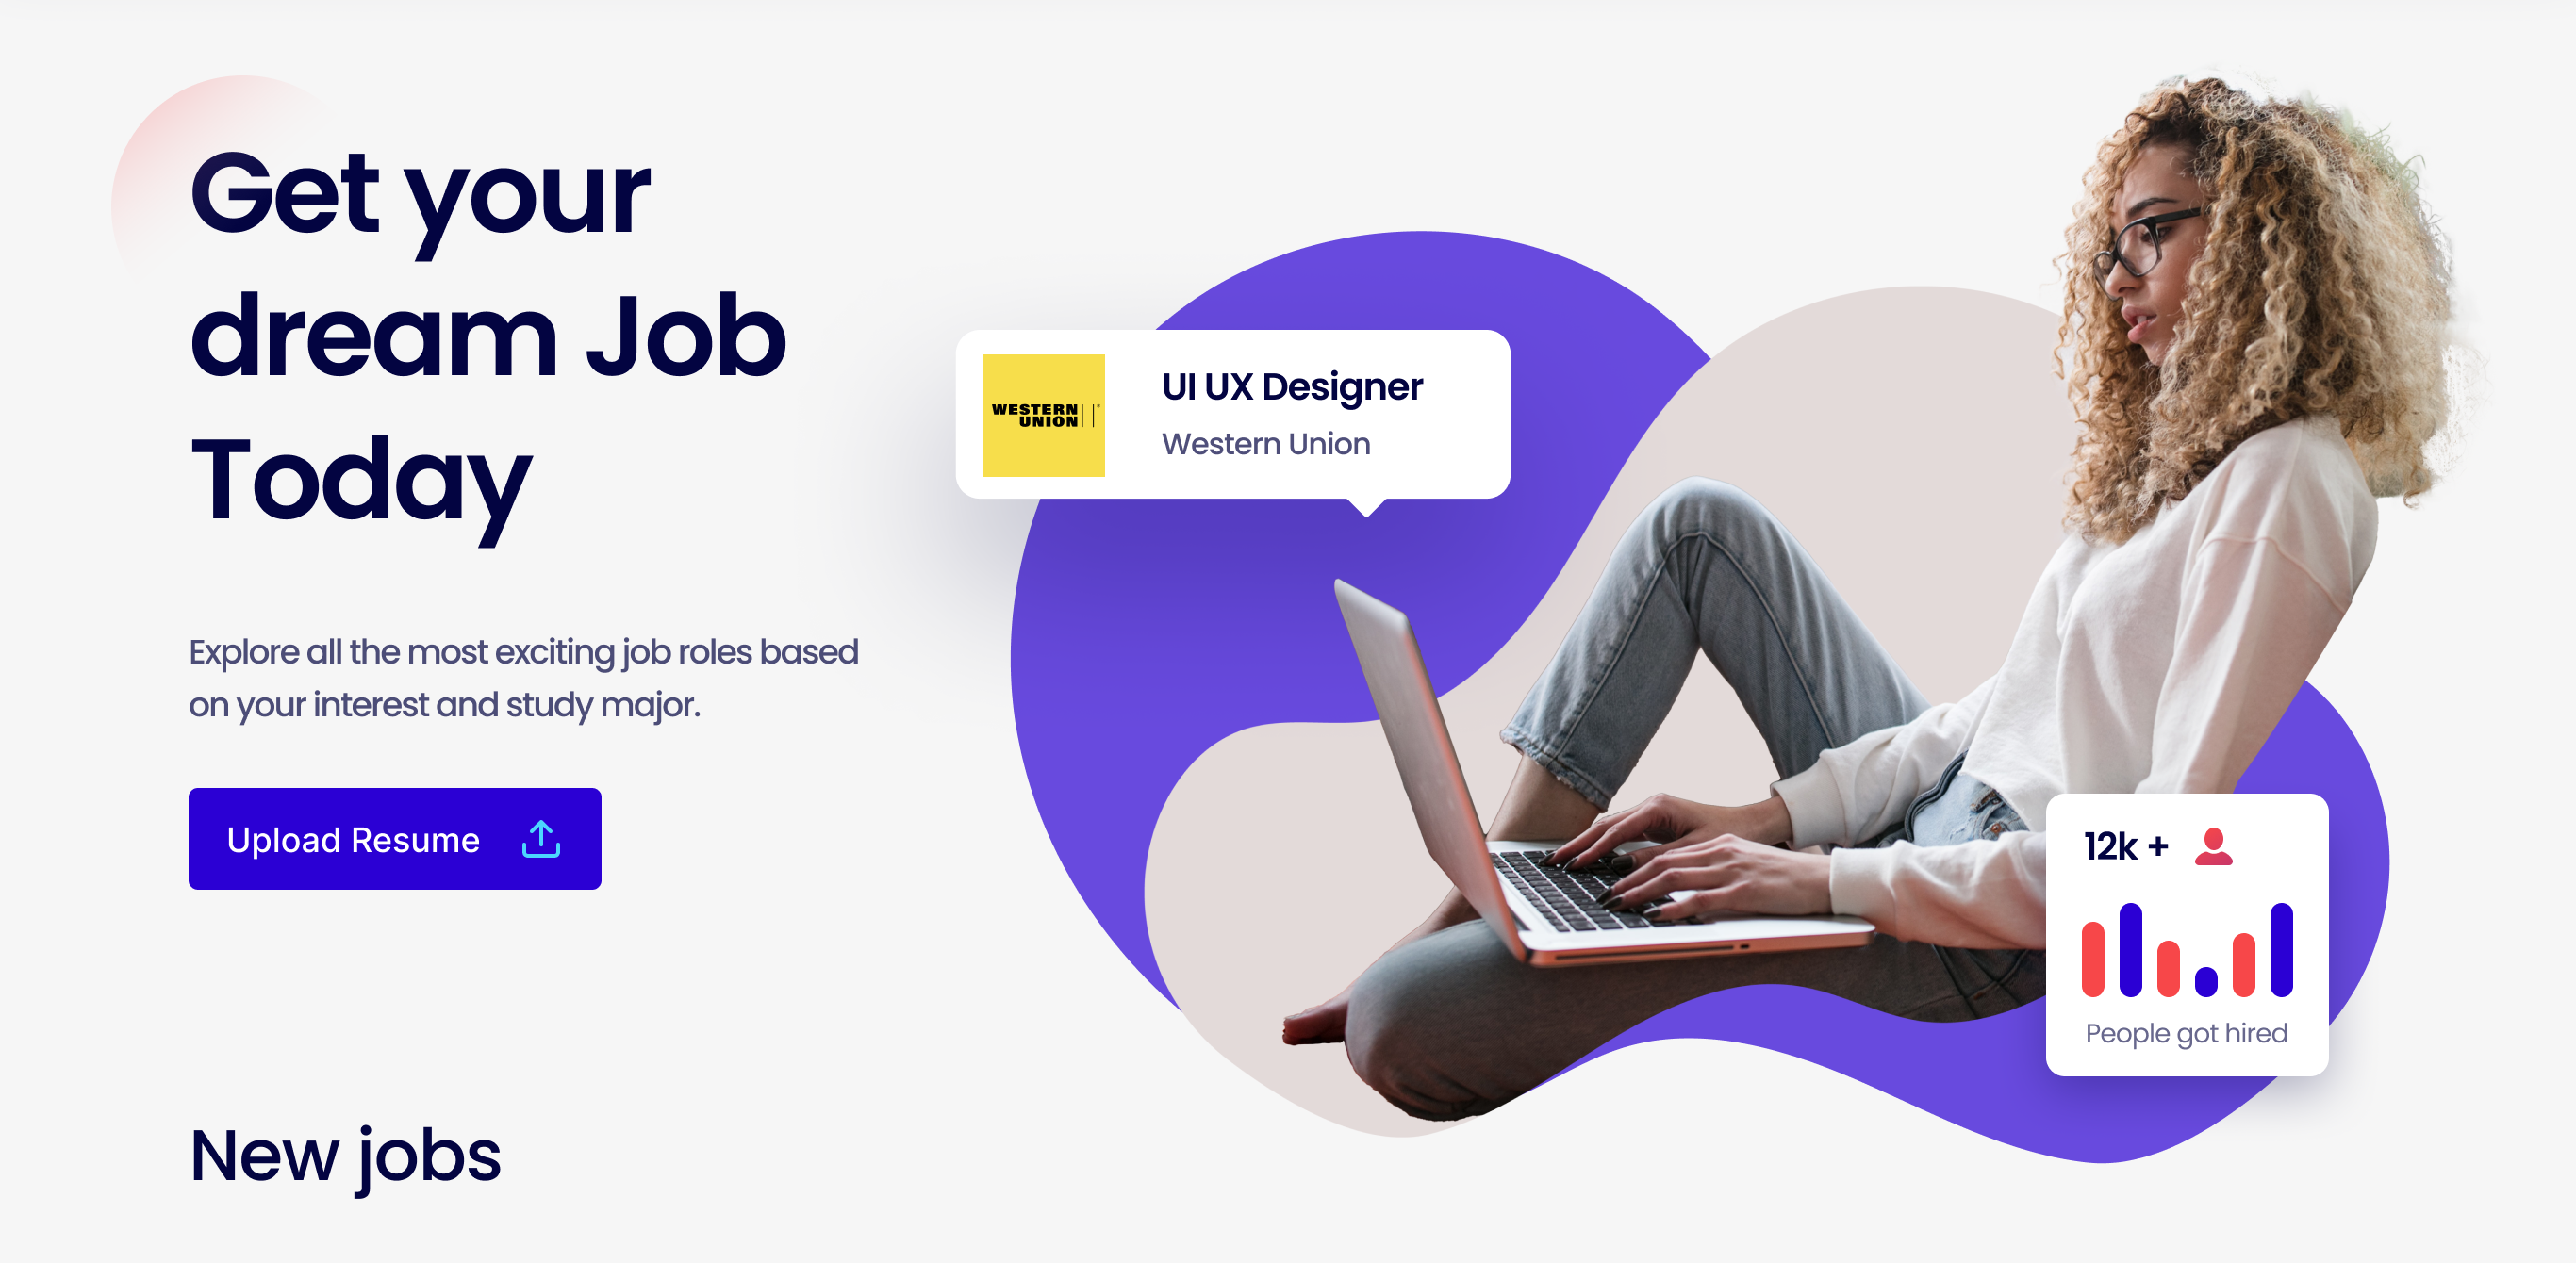 Get your
dream Job
Today
Explore all the most exciting job roles based
on your interest and study major.
Upload Resume
New jobs
WESTERN
UNION
UI UX Designer
Western Union
12k +
People got hired